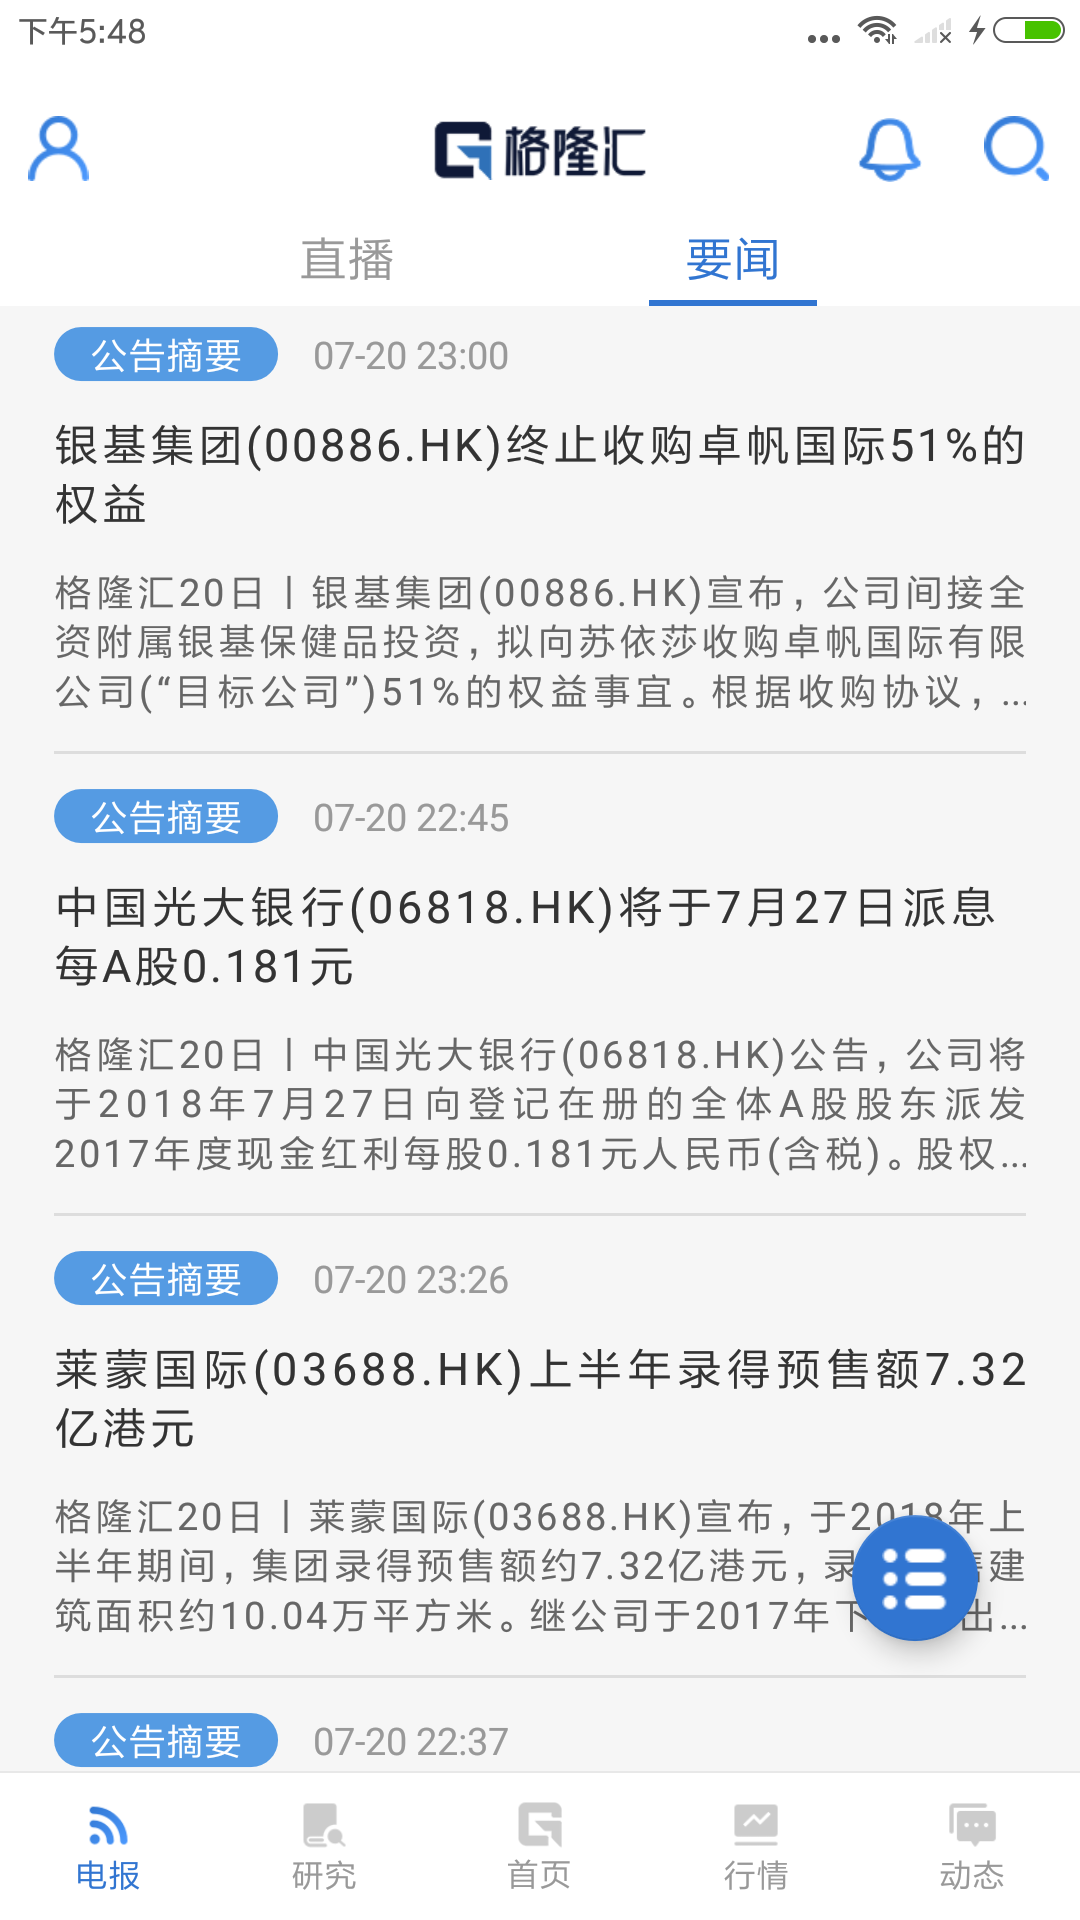 下午5:48
格隆汇
直播
要闻
公告摘要 07-20 23:00
银基集团(00886.HK)终止收购卓帆国际51%的
权益
格隆汇20日丨银基集团(00886.HK)宣布，公司间接全
资附属银基保健品投资，拟向苏依莎收购卓帆国际有限
公司(“目标公司”)51%的权益事宜。根据收购协议，...
公告摘要 07-20 22:45
中国光大银行(06818.HK)将于7月27日派息
每A股0.181元
格隆汇20日丨中国光大银行(06818.HK)公告，公司将
于2018年7月27日向登记在册的全体A股股东派发
2017年度现金红利每股0.181元人民币(含税)。股权...
公告摘要 07-20 23:26
莱蒙国际(03688.HK)上半年录得预售额7.32
亿港元
格隆汇20日丨莱蒙国际(03688.HK)宣布，于2018年上
半年期间，集团录得预售额约7.32亿港元，录 售建
筑面积约10.04万平方米。继公司于2017年下 出...
公告摘要 07-20 22:37
电报
研究
首页
行情
动态